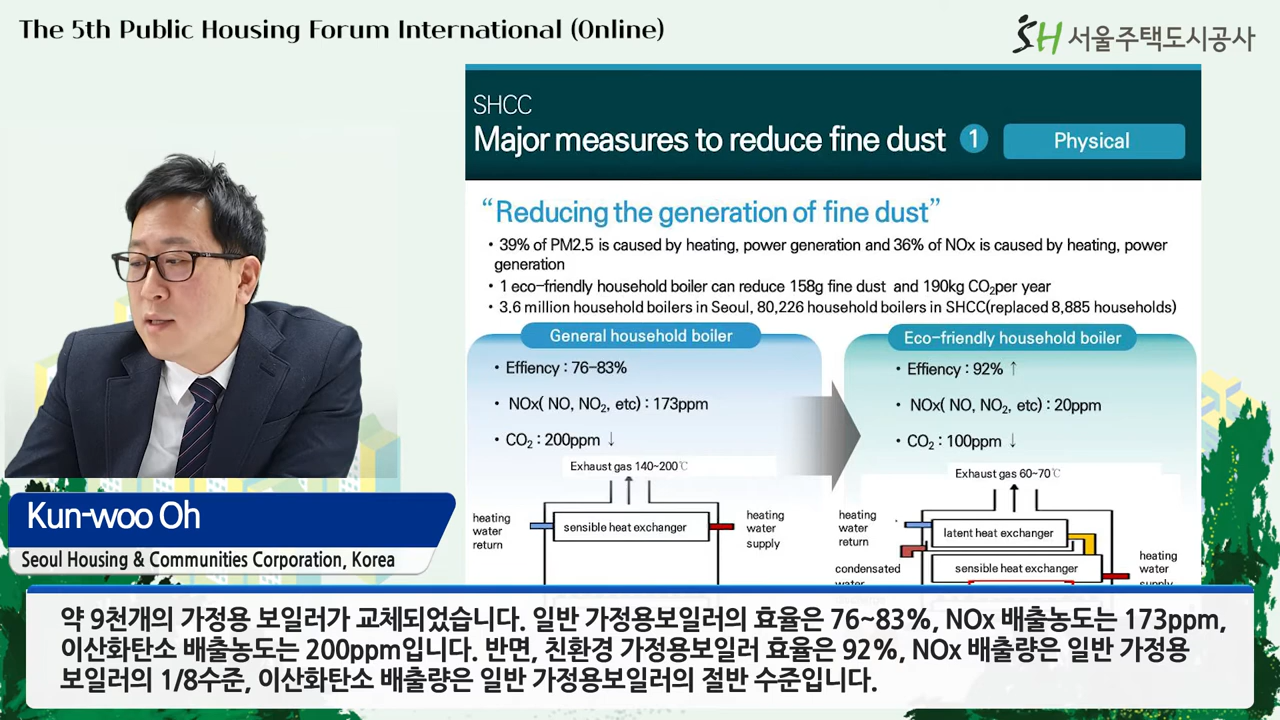 The 5th Public Housing Forum International (Online)
SH 서울주택도시공사
SHCC
Major measures to reduce fine dust 1 Physical
“Reducing the generation of fine dust”
• 39% of PM2.5 is caused by heating, power generation and 36% of NOx is caused by heating, power
generation
• 1 eco-friendly household boiler can reduce 158g fine dust and 190kg CO₂per year
• 3.6 million household boilers in Seoul, 80,226 household boilers in SHCC(replaced 8,885 households)
General household boiler
• Effiency : 76-83%
• NOx( NO, NO₂, etc) : 173ppm
• CO₂ : 200ppm ↓
Exhaust gas 140~200℃
heating
water
return
sensible heat exchanger
heating
water
supply
Eco-friendly household boiler
• Effiency : 92% ↑
• NOx( NO, NO₂, etc) : 20ppm
• CO₂ : 100ppm ↓
Exhaust gas 60~70℃
heating
water
return
latent heat exchanger
condensated
water
sensible heat exchanger
heating
water
supply
Kun-woo Oh
Seoul Housing & Communities Corporation, Korea
약 9천개의 가정용 보일러가 교체되었습니다. 일반 가정용보일러의 효율은 76~83%, NOx 배출농도는 173ppm,
이산화탄소 배출농도는 200ppm입니다. 반면, 친환경 가정용보일러 효율은 92%, NOx 배출량은 일반 가정용
보일러의 1/8수준, 이산화탄소 배출량은 일반 가정용보일러의 절반 수준입니다.